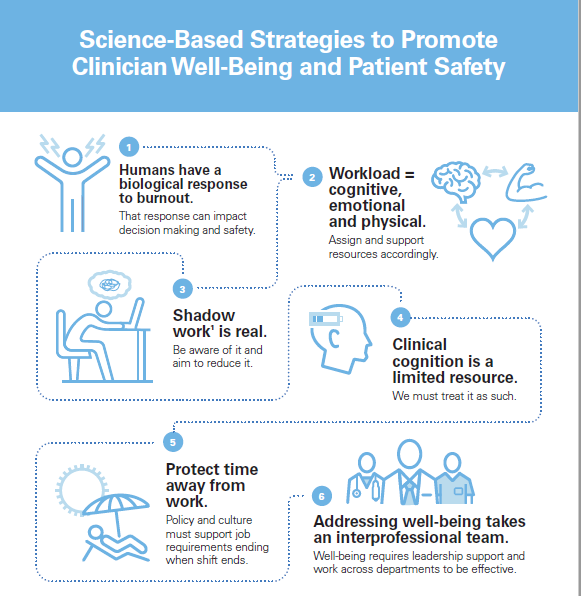 Science-Based Strategies to Promote
Clinician Well-Being and Patient Safety
1
Humans have a
biological response
to burnout.
That response can impact
decision making and safety.
2
Workload =
cognitive,
emotional
and physical.
Assign and support
resources accordingly.
3
Shadow
work¹ is real.
Be aware of it and
aim to reduce it.
4
Clinical
cognition is a
limited resource.
We must treat it as such.
5
Protect time
away from
work.
Policy and culture
must support job
requirements ending
when shift ends.
6
Addressing well-being takes
an interprofessional team.
Well-being requires leadership support and
work across departments to be effective.